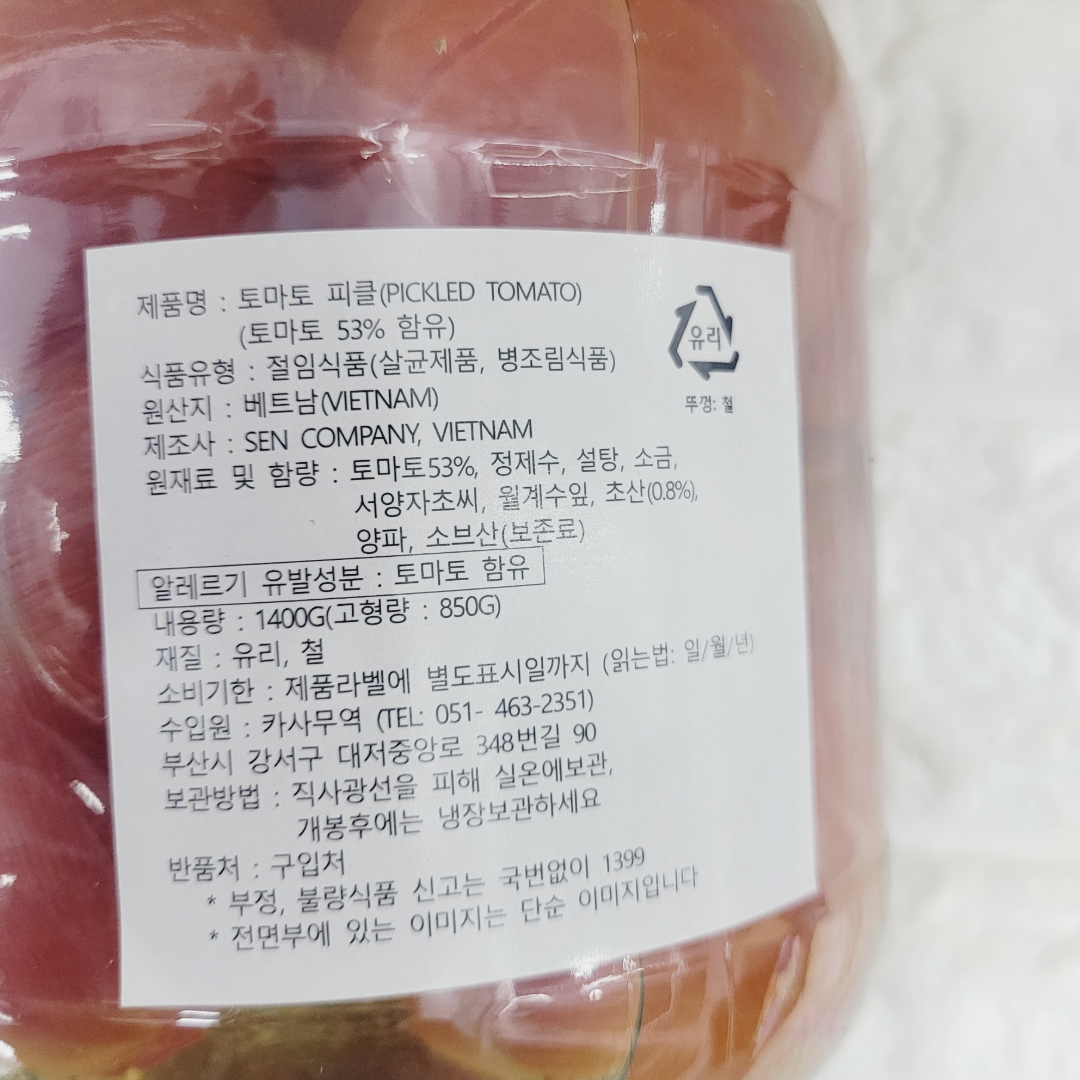 제품명 : 토마토 피클(PICKLED TOMATO)
(토마토 53% 함유)
식품유형 : 절임식품(살균제품, 병조림식품)
원산지 : 베트남(VIETNAM)
제조사 : SEN COMPANY, VIETNAM
원재료 및 함량 : 토마토53%, 정제수, 설탕, 소금,
서양자초씨, 월계수잎, 초산(0.8%),
양파, 소브산(보존료)
알레르기 유발성분 : 토마토 함유
내용량 : 1400G(고형량 : 850G)
재질 : 유리, 철
소비기한 : 제품라벨에 별도표시일까지 (읽는법: 일/월/년)
수입원 : 카사무역 (TEL: 051- 463-2351)
부산시 강서구 대저중앙로 348번길 90
보관방법 : 직사광선을 피해 실온에보관,
개봉후에는 냉장보관하세요
반품처 : 구입처
* 부정, 불량식품 신고는 국번없이 1399
* 전면부에 있는 이미지는 단순 이미지입니다
유리
뚜껑: 철